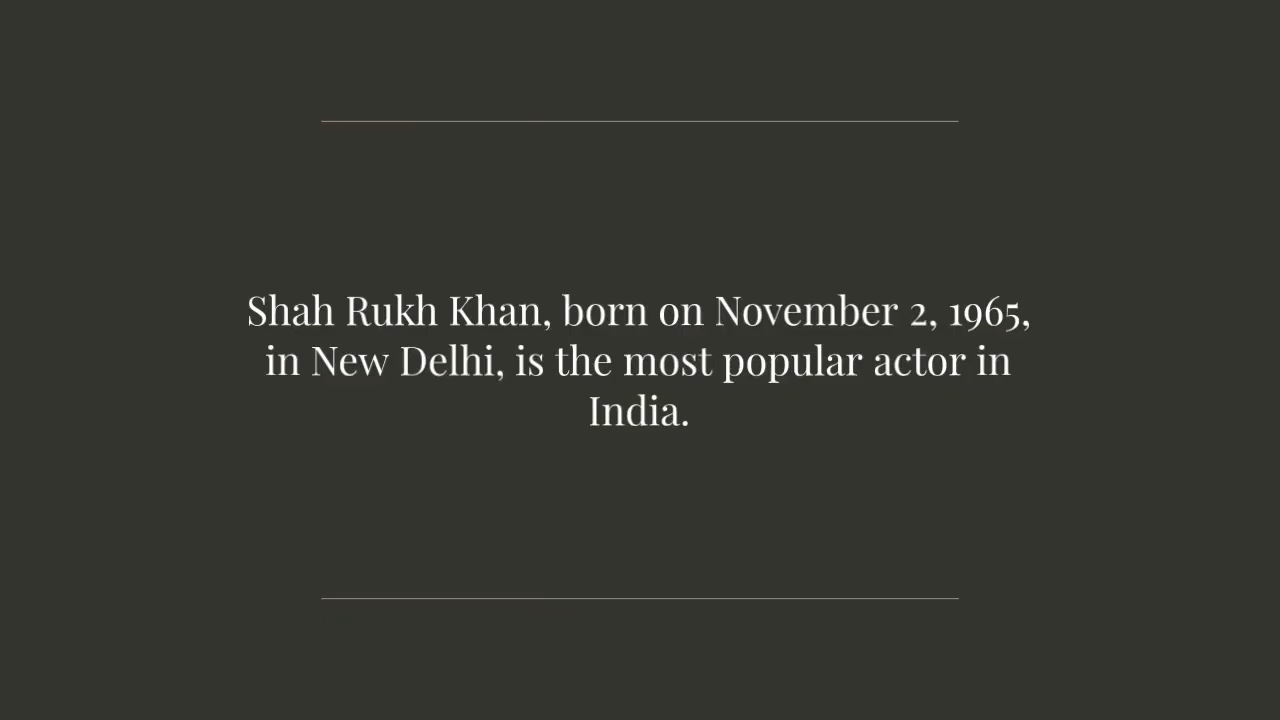 Shah Rukh Khan, born on November 2, 1965,
in New Delhi, is the most popular actor in
India.